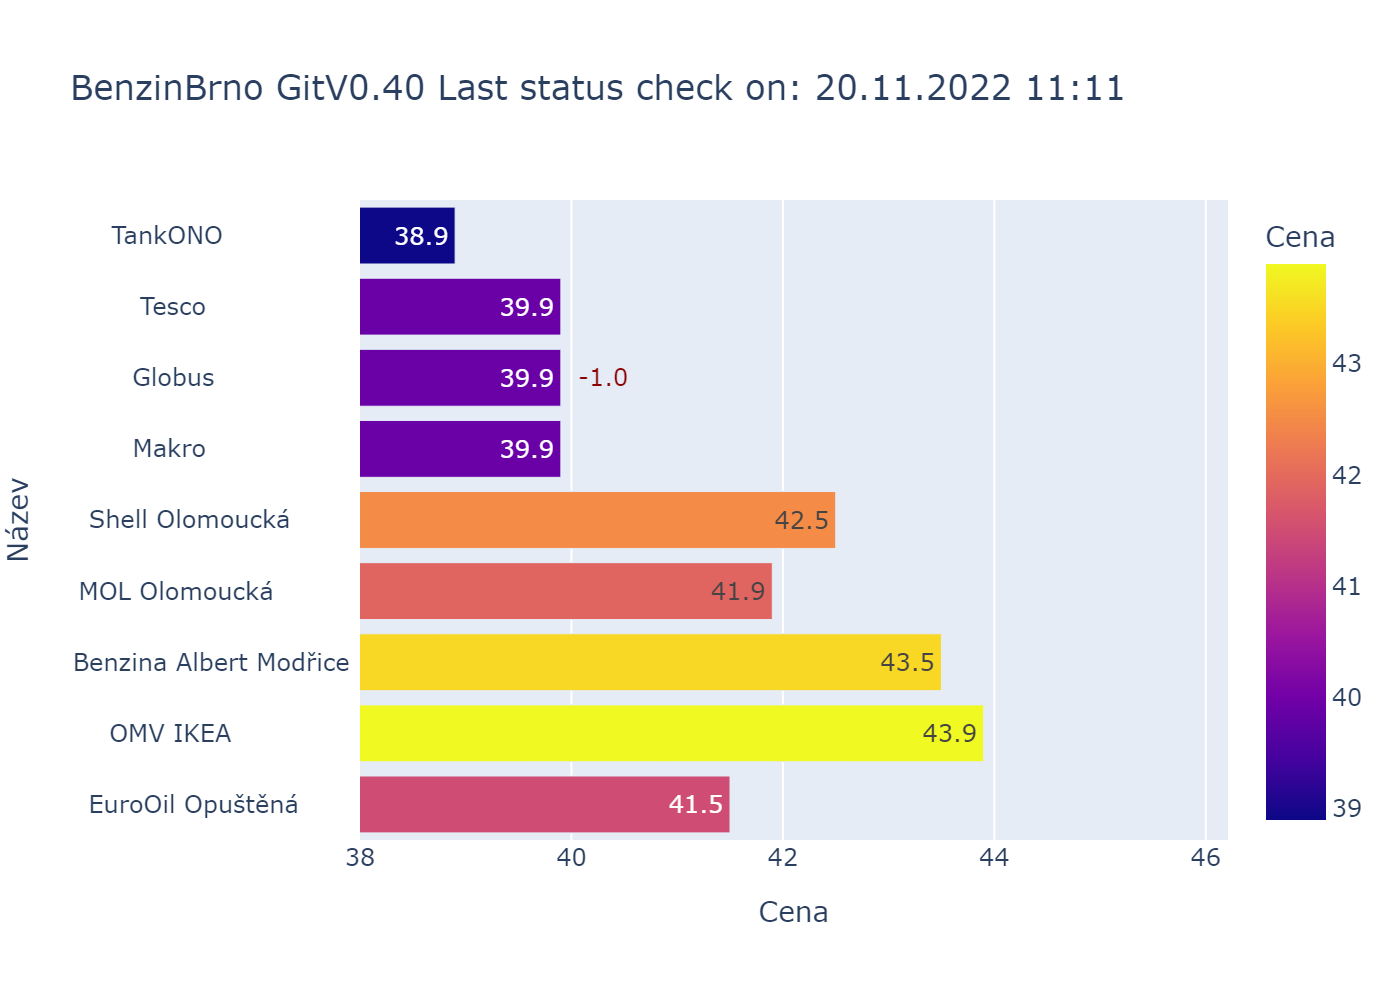 BenzinBrno GitV0.40 Last status check on: 20.11.2022 11:11
Název
TankONO 38.9
Tesco 39.9
Globus 39.9 -1.0
Makro 39.9
Shell Olomoucká 42.5
MOL Olomoucká 41.9
Benzina Albert Modřice 43.5
OMV IKEA 43.9
EuroOil Opuštěná 41.5
38 40 42 44 46
Cena
Cena
43
42
41
40
39